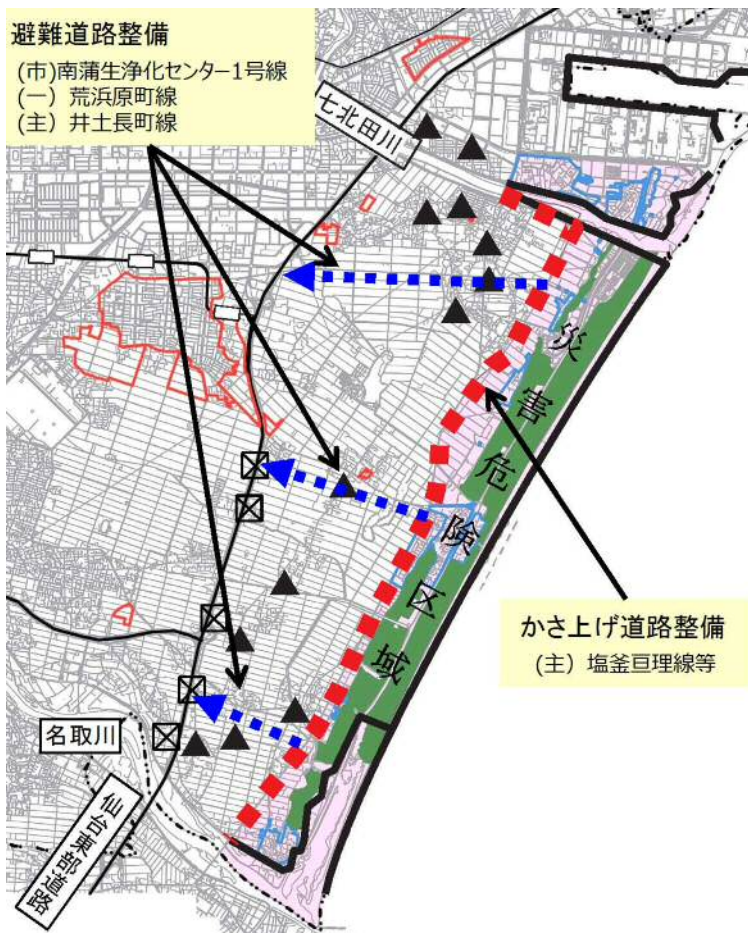 避難道路整備
(市)南蒲生浄化センター1号線
(一) 荒浜原町線
(主) 井土長町線
七北田川
災害危険区域
かさ上げ道路整備
(主) 塩釜亘理線等
名取川
仙台東部道路